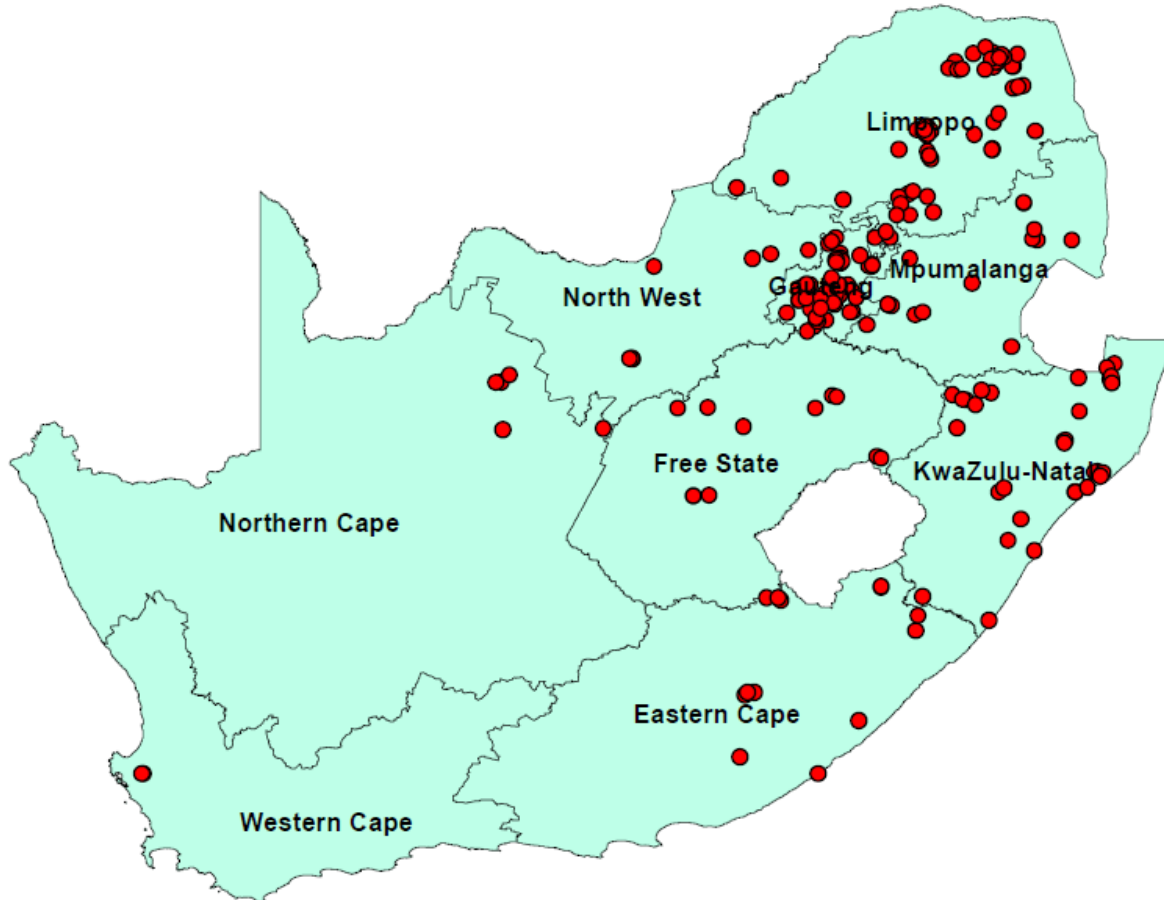 Limpopo
Mpumalanga
Gauteng
North West
Free State
KwaZulu-Natal
Northern Cape
Eastern Cape
Western Cape